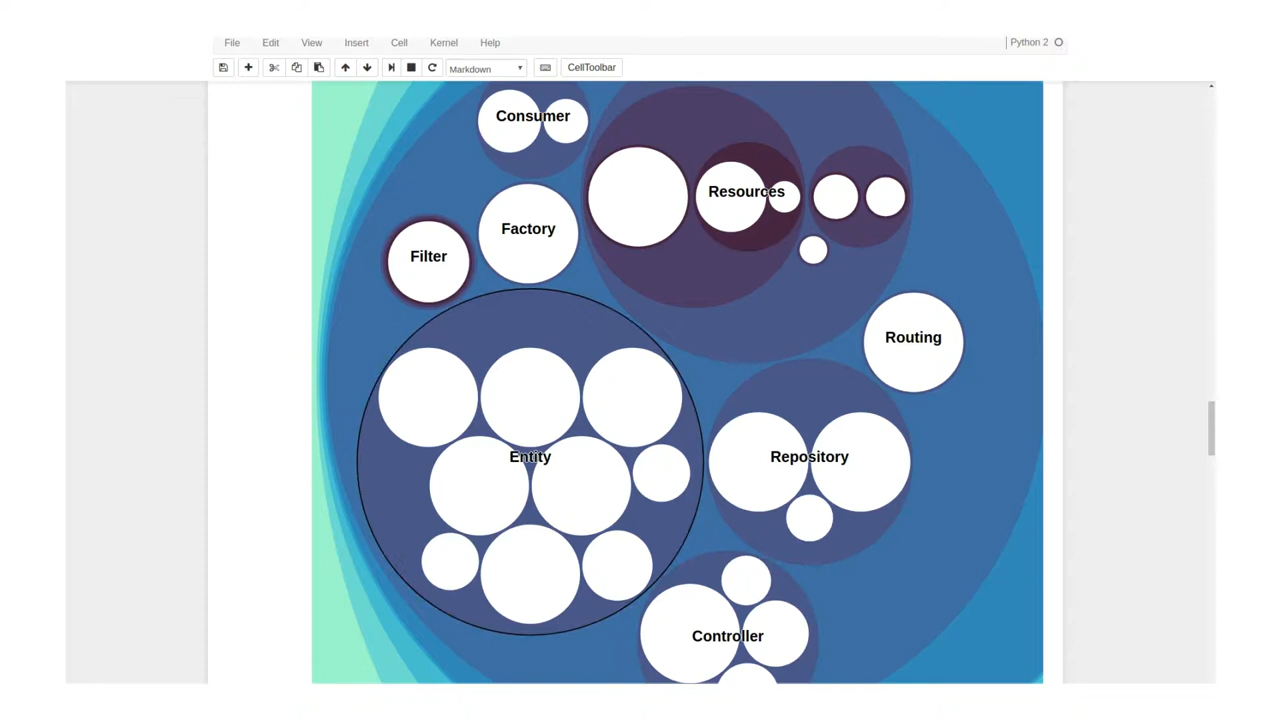 File Edit View Insert Cell Kernel Help
Python 2
Markdown
CellToolbar
Consumer
Resources
Factory
Filter
Routing
Entity
Repository
Controller